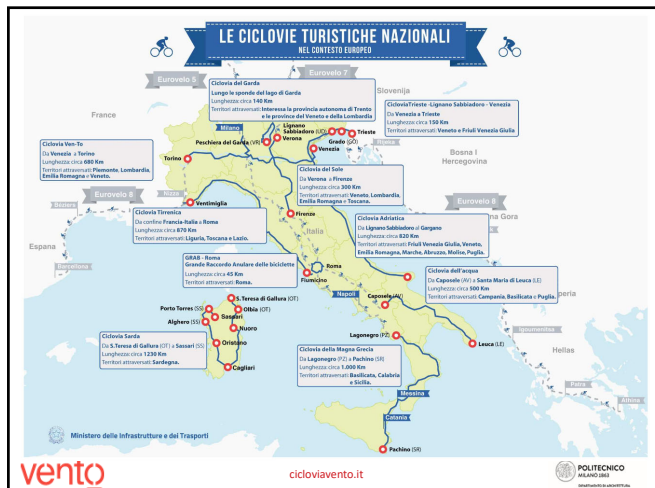 LE CICLOVIE TURISTICHE NAZIONALI
NEL CONTESTO EUROPEO
Eurovelo 5
Eurovelo 7
Slovenija
France
Ciclovia del Garda
Lungo le sponde del lago di Garda
Lunghezza: circa 140 Km
Territori attraversati: Interessa la provincia autonoma di Trento
e le province del Veneto e della Lombardia
CicloviaTrieste -Lignano Sabbiadoro - Venezia
Da Venezia a Trieste
Lunghezza: circa 150 Km
Territori attraversati: Veneto e Friuli Venezia Giulia
Milano
Lignano
Sabbiadoro (UD)
Trieste
Peschiera del Garda (VR)
Verona
Grado (GO)
Venezia
Rijeka
Torino
Bosna I
Hercegovina
Ciclovia Ven-To
Da Venezia a Torino
Lunghezza: circa 680 Km
Territori attraversati: Piemonte, Lombardia,
Emilia Romagna e Veneto.
Ciclovia del Sole
Da Verona a Firenze
Lunghezza: circa 300 Km
Territori attraversati: Veneto, Lombardia,
Emilia Romagna e Toscana.
Eurovelo 8
Nizza
Eurovelo 8
Béziers
Ventimiglia
Firenze
Italia
Gora
Espana
Barcellona
Ciclovia Tirrenica
Da confine Francia-Italia a Roma
Lunghezza: circa 870 Km
Territori attraversati: Liguria, Toscana e Lazio.
Ciclovia Adriatica
Da Lignano Sabbiadoro al Gargano
Lunghezza: circa 820 Km
Territori attraversati: Friuli Venezia Giulia, Veneto,
Emilia Romagna, Marche, Abruzzo, Molise, Puglia.
GRAB - Roma
Grande Raccordo Anulare delle biciclette
Lunghezza: circa 45 Km
Territori attraversati: Roma.
Roma
Fiumicino
Napoli
Caposele (AV)
Ciclovia dell'acqua
Da Caposele (AV) a Santa Maria di Leuca (LE)
Lunghezza: circa 500 Km
Territori attraversati: Campania, Basilicata e Puglia.
S. Teresa di Gallura (OT)
Porto Torres (SS)
Olbia (OT)
Sassari
Alghero (SS)
Nuoro
Oristano
Cagliari
Ciclovia Sarda
Da S.Teresa di Gallura (OT) a Sassari (SS)
Lunghezza: circa 1230 Km
Territori attraversati: Sardegna.
Lagonegro (PZ)
Leuca (LE)
Igoumenitsa
Hellas
Patra
Athina
Ciclovia della Magna Grecia
Da Lagonegro (PZ) a Pachino (SR)
Lunghezza: circa 1.000 Km
Territori attraversati: Basilicata, Calabria
e Sicilia.
Messina
Catania
Pachino (SR)
Ministero delle Infrastrutture e dei Trasporti
vento
cicloviavento.it
POLITECNICO
MILANO 1863
DIPARTIMENTO DI ARCHITETTURA